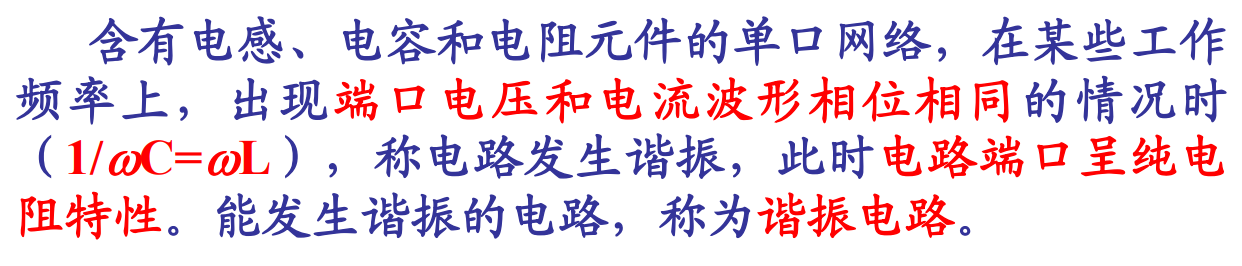 含有电感、电容和电阻元件的单口网络，在某些工作
频率上，出现端口电压和电流波形相位相同的情况时
（1/ωC=ωL），称电路发生谐振，此时电路端口呈纯电
阻特性。能发生谐振的电路，称为谐振电路。